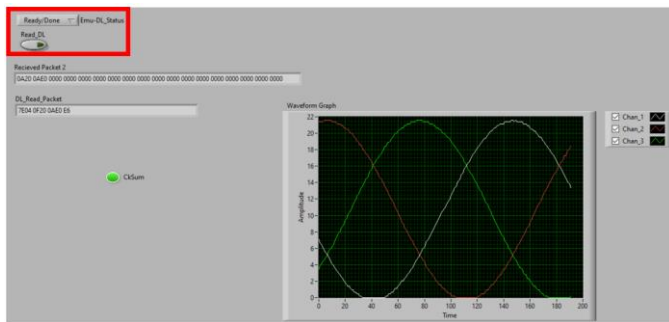 Ready/Done Emu-DL_Status
Read_DL
Recieved Packet 2
0A20 0AE0 0000 0000 0000 0000 0000 0000 0000 0000 0000 0000 0000 0000 0000 0000 0000 0000
DL_Read_Packet
7E04 0F20 0AE0 E6
CkSum
Waveform Graph
Chan_1
Chan_2
Chan_3
Amplitude
22
20
18
16
14
12
10
8
6
4
2
0
0 20 40 60 80 100 120 140 160 180 200
Time